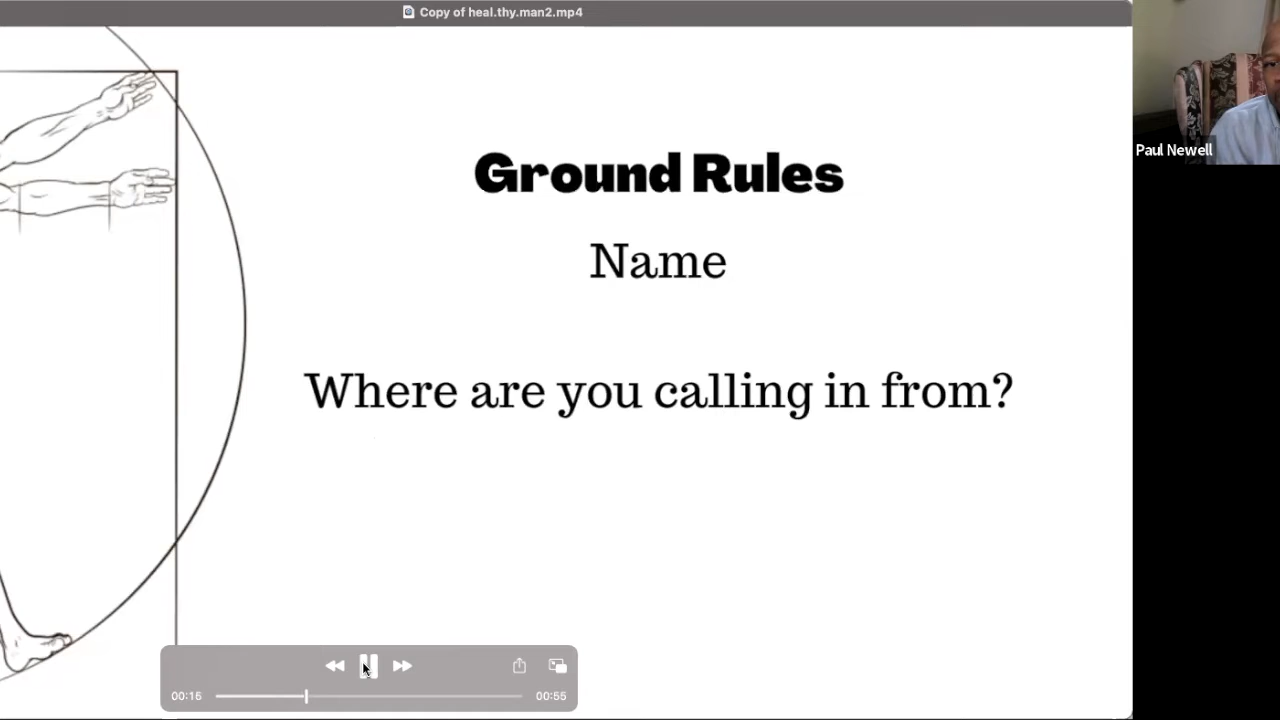 Copy of heal.thy.man2.mp4
Ground Rules
Name
Where are you calling in from?
Paul Newell
00:16
00:55